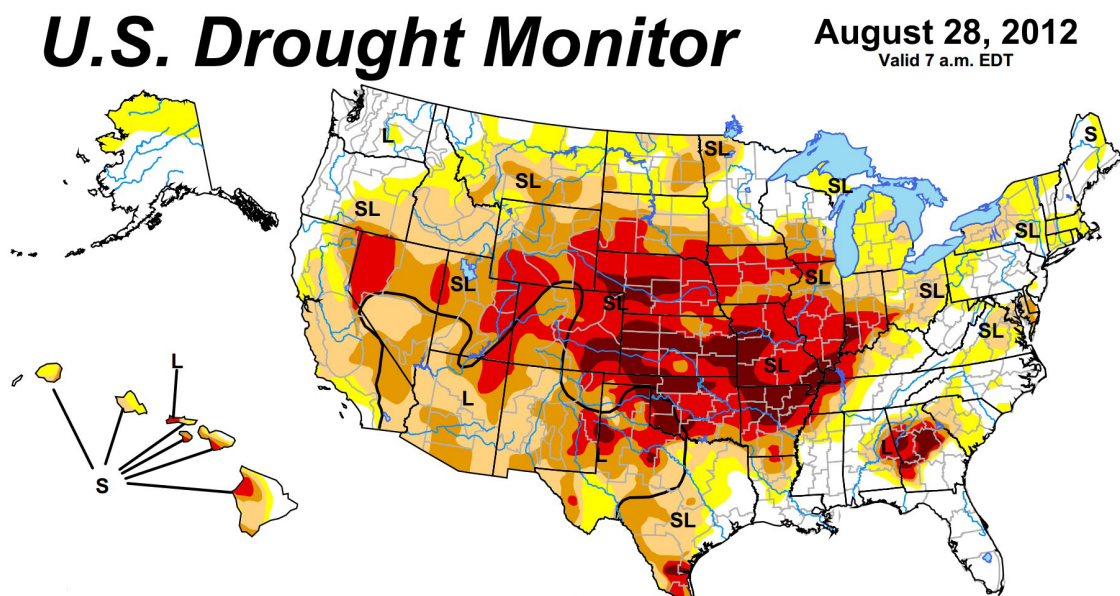 U.S. Drought Monitor
August 28, 2012
Valid 7 a.m. EDT
L
SL
S
SL
SL
SL
SL
SL
SL
SL
SL
SL
L
S
SL
SL
L
L
L
SL